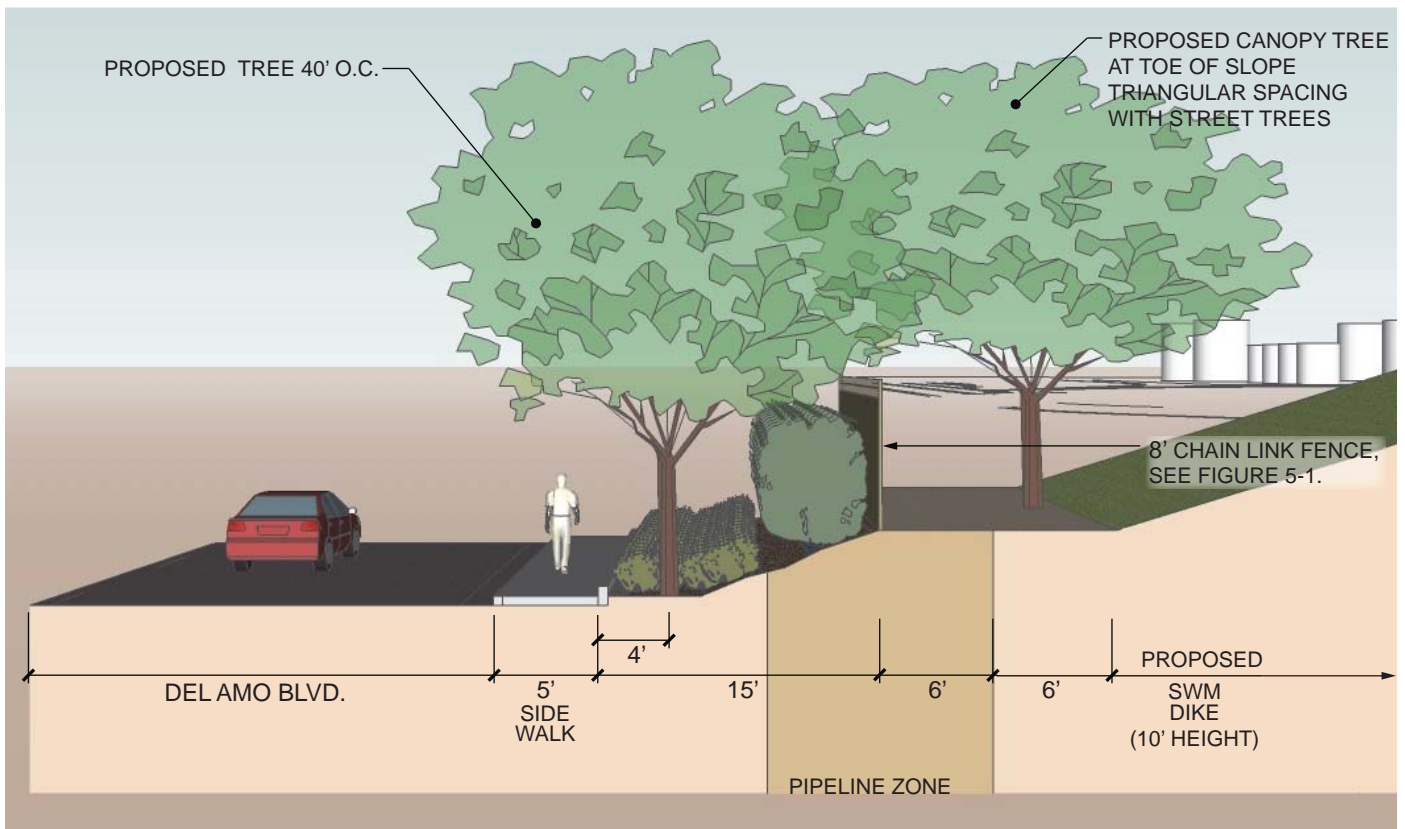 PROPOSED TREE 40' O.C.
PROPOSED CANOPY TREE
AT TOE OF SLOPE
TRIANGULAR SPACING
WITH STREET TREES
8' CHAIN LINK FENCE,
SEE FIGURE 5-1.
4'
DEL AMO BLVD.
5'
SIDE
WALK
15'
6'
6'
PROPOSED
SWM
DIKE
(10' HEIGHT)
PIPELINE ZONE